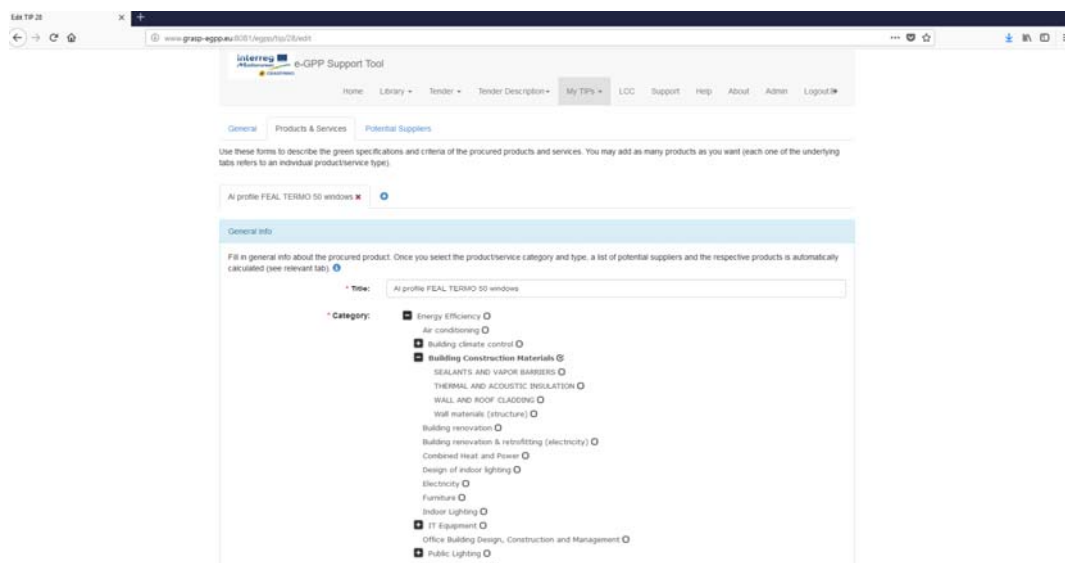 Edit TIP 28
www.grasp-egpp.eu:8081/egpp/tip/28/edit
interreg
Mediterranean
e-GPP Support Tool
Home Library Tender Tender Description My TIPs LCC Support Help About Admin Logout
General Products & Services Potential Suppliers
Use these forms to describe the green specifications and criteria of the procured products and services. You may add as many products as you want (each one of the underlying
tabs refers to an individual product/service type).
Al profile FEAL TERMO 50 windows
General Info
Fill in general info about the procured product. Once you select the product/service category and type, a list of potential suppliers and the respective products is automatically
calculated (see relevant tab).
* Title: Al profile FEAL TERMO 50 windows
* Category: Energy Efficiency
Air conditioning
Building climate control
Building Construction Materials
SEALANTS AND VAPOR BARRIERS
THERMAL AND ACOUSTIC INSULATION
WALL AND ROOF CLADDING
Wall materials (structure)
Building renovation
Building renovation & retrofitting (electricity)
Combined Heat and Power
Design of indoor lighting
Electricity
Furniture
Indoor Lighting
IT Equipment
Office Building Design, Construction and Management
Public Lighting